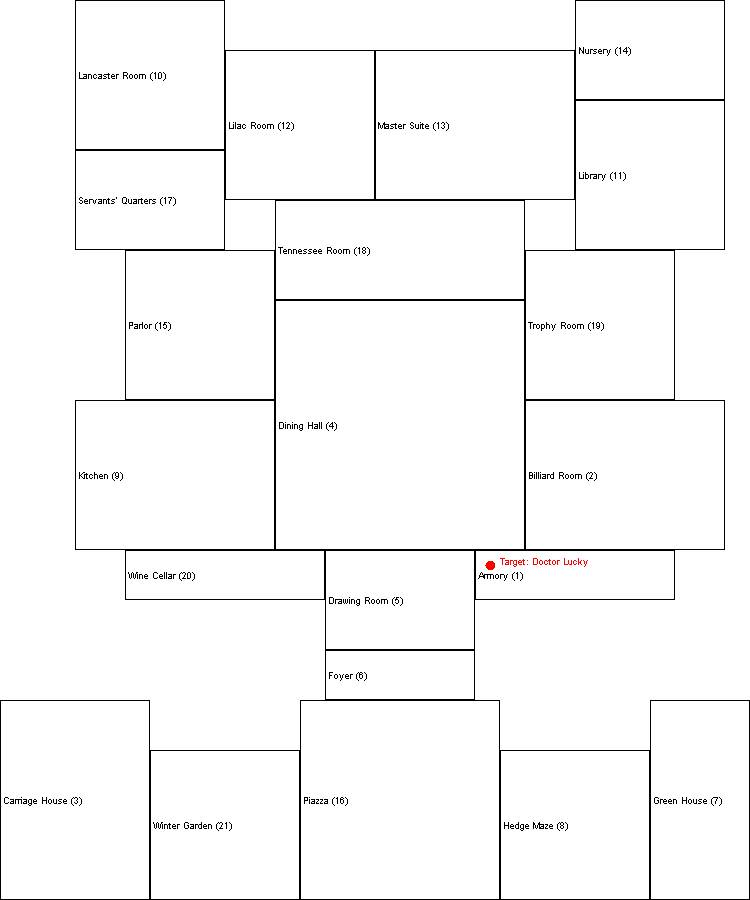 Nursery (14)
Lancaster Room (10)
Lilac Room (12)
Master Suite (13)
Library (11)
Servants' Quarters (17)
Tennessee Room (18)
Parlor (15)
Trophy Room (19)
Dining Hall (4)
Kitchen (9)
Billiard Room (2)
Target: Doctor Lucky
Wine Cellar (20)
Armory (1)
Drawing Room (5)
Foyer (6)
Carriage House (3)
Piazza (16)
Green House (7)
Winter Garden (21)
Hedge Maze (8)